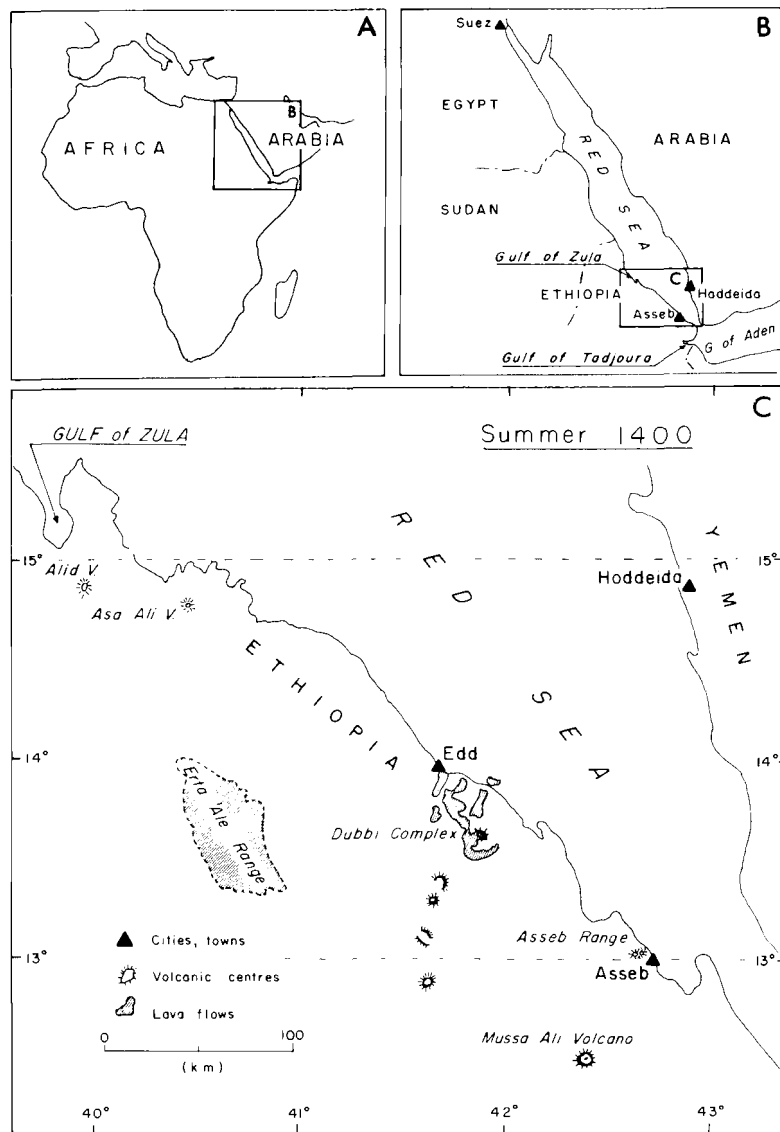 A
AFRICA
ARABIA
B
B
Suez
EGYPT
ARABIA
RED SEA
SUDAN
Gulf of Zula
ETHIOPIA
C
Hoddeida
Asseb
G of Aden
Gulf of Tadjoura
C
GULF of ZULA
Summer 1400
RED SEA
YEMEN
15°
15°
Alid V.
Asa Ali V.
Hoddeida
ETHIOPIA
14°
14°
Edd
Erta 'Ale Range
Dubbi Complex
Asseb Range
13°
13°
Asseb
Cities, towns
Volcanic centres
Lava flows
0 100
(km)
Mussa Ali Volcano
40° 41° 42° 43°